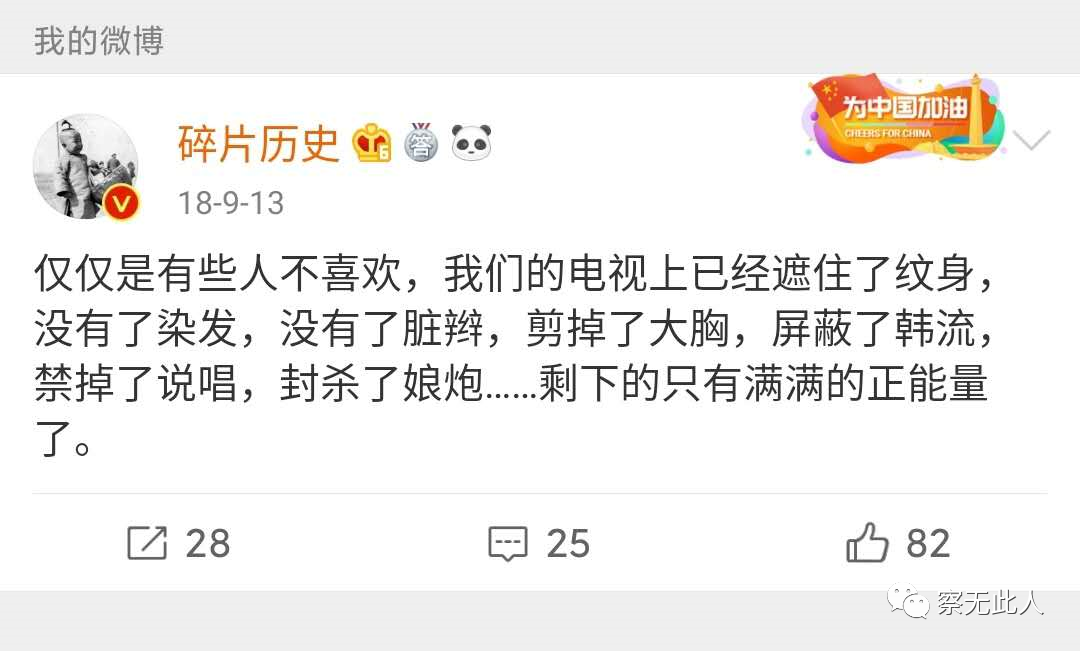 我的微博
碎片历史
6
答
为中国加油
CHEERS FOR CHINA
V
18-9-13
仅仅是有些人不喜欢，我们的电视上已经遮住了纹身，
没有了染发，没有了脏辫，剪掉了大胸，屏蔽了韩流，
禁掉了说唱，封杀了娘炮……剩下的只有满满的正能量
了。
28 25 82
察无此人